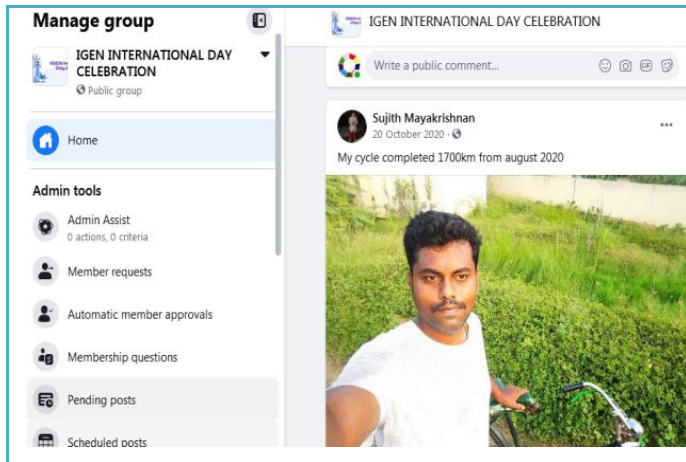 Manage group
IGEN INTERNATIONAL DAY
CELEBRATION
Public group
Home
Admin tools
Admin Assist
0 actions, 0 criteria
Member requests
Automatic member approvals
Membership questions
Pending posts
Scheduled posts
IGEN INTERNATIONAL DAY CELEBRATION
Write a public comment...
GIF
Sujith Mayakrishnan
20 October 2020 ·
My cycle completed 1700km from august 2020